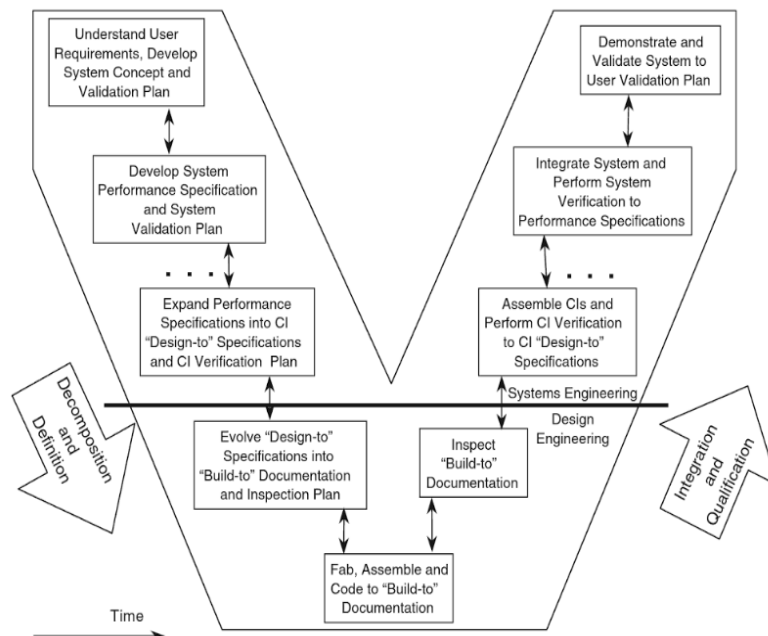 Understand User
Requirements, Develop
System Concept and
Validation Plan
Demonstrate and
Validate System to
User Validation Plan
Develop System
Performance Specification
and System
Validation Plan
Integrate System and
Perform System
Verification to
Performance Specifications
. . .
. . .
Expand Performance
Specifications into CI
“Design-to” Specifications
and CI Verification Plan
Assemble CIs and
Perform CI Verification
to CI “Design-to”
Specifications
Systems Engineering
Design
Engineering
Decomposition
and
Definition
Evolve “Design-to”
Specifications into
“Build-to” Documentation
and Inspection Plan
Inspect
“Build-to”
Documentation
Integration
and
Qualification
Fab, Assemble and
Code to “Build-to”
Documentation
Time